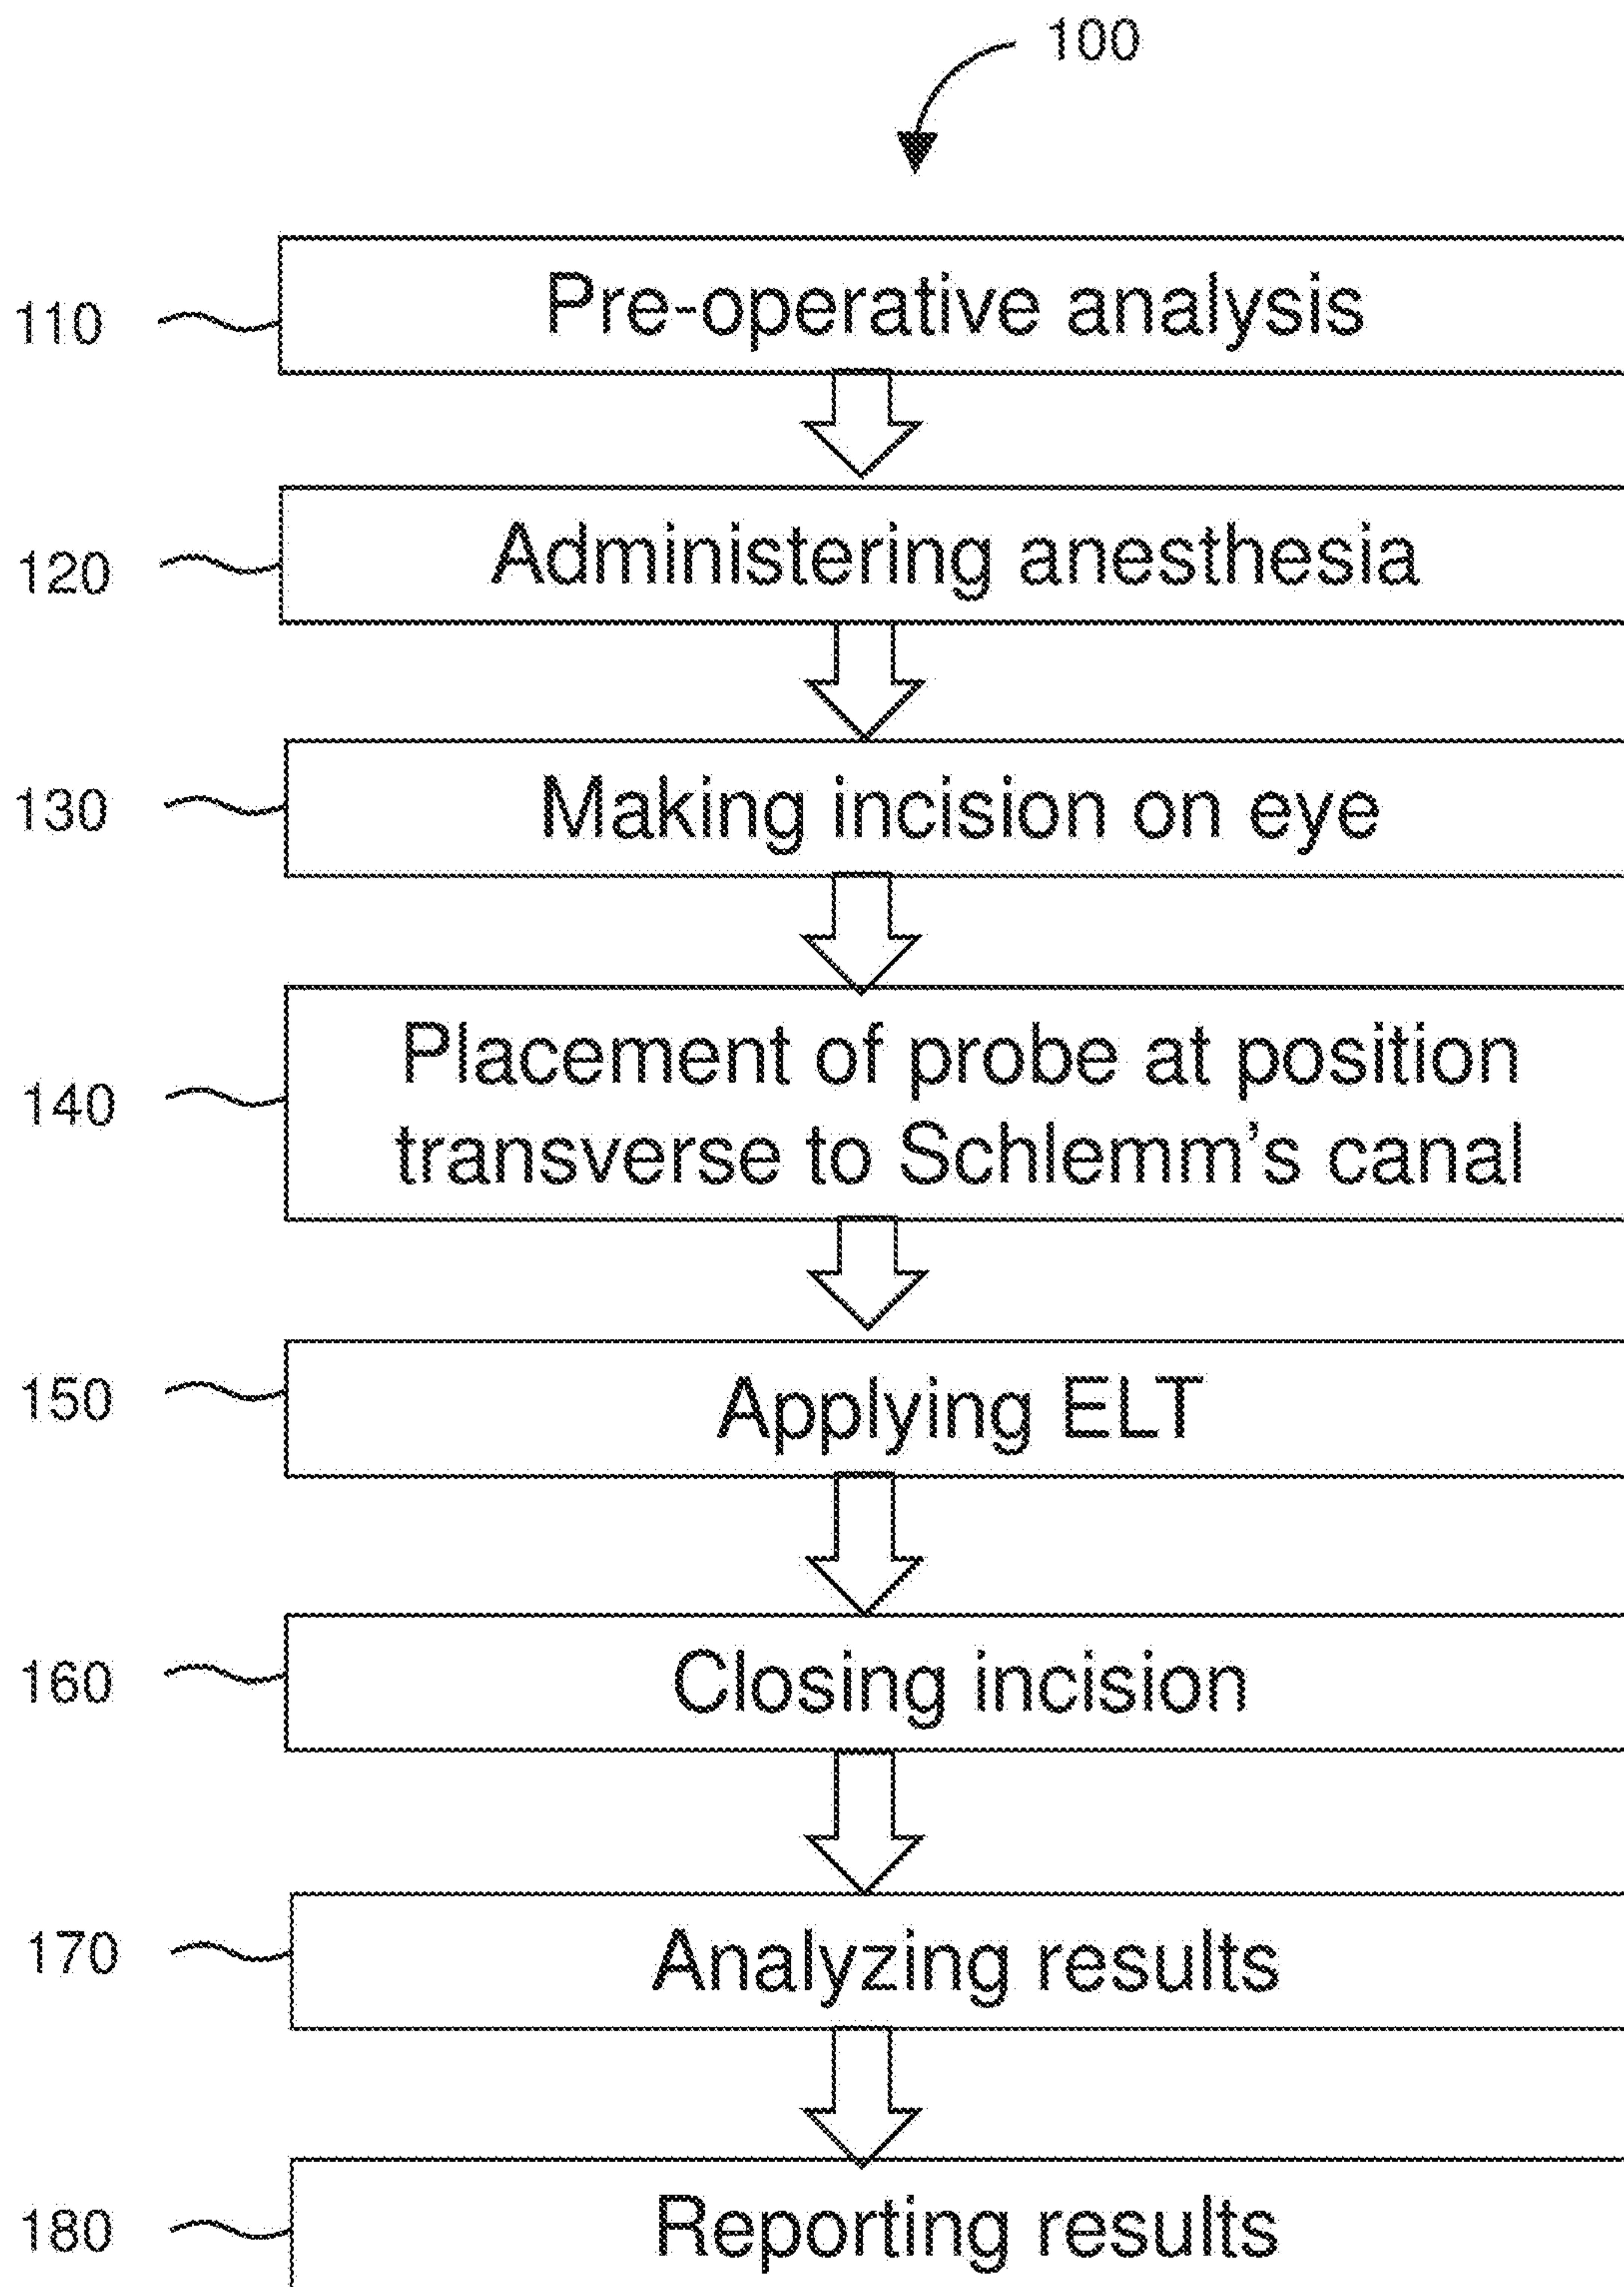 100
110 Pre-operative analysis
120 Administering anesthesia
130 Making incision on eye
140 Placement of probe at position
transverse to Schlemm's canal
150 Applying ELT
160 Closing incision
170 Analyzing results
180 Reporting results